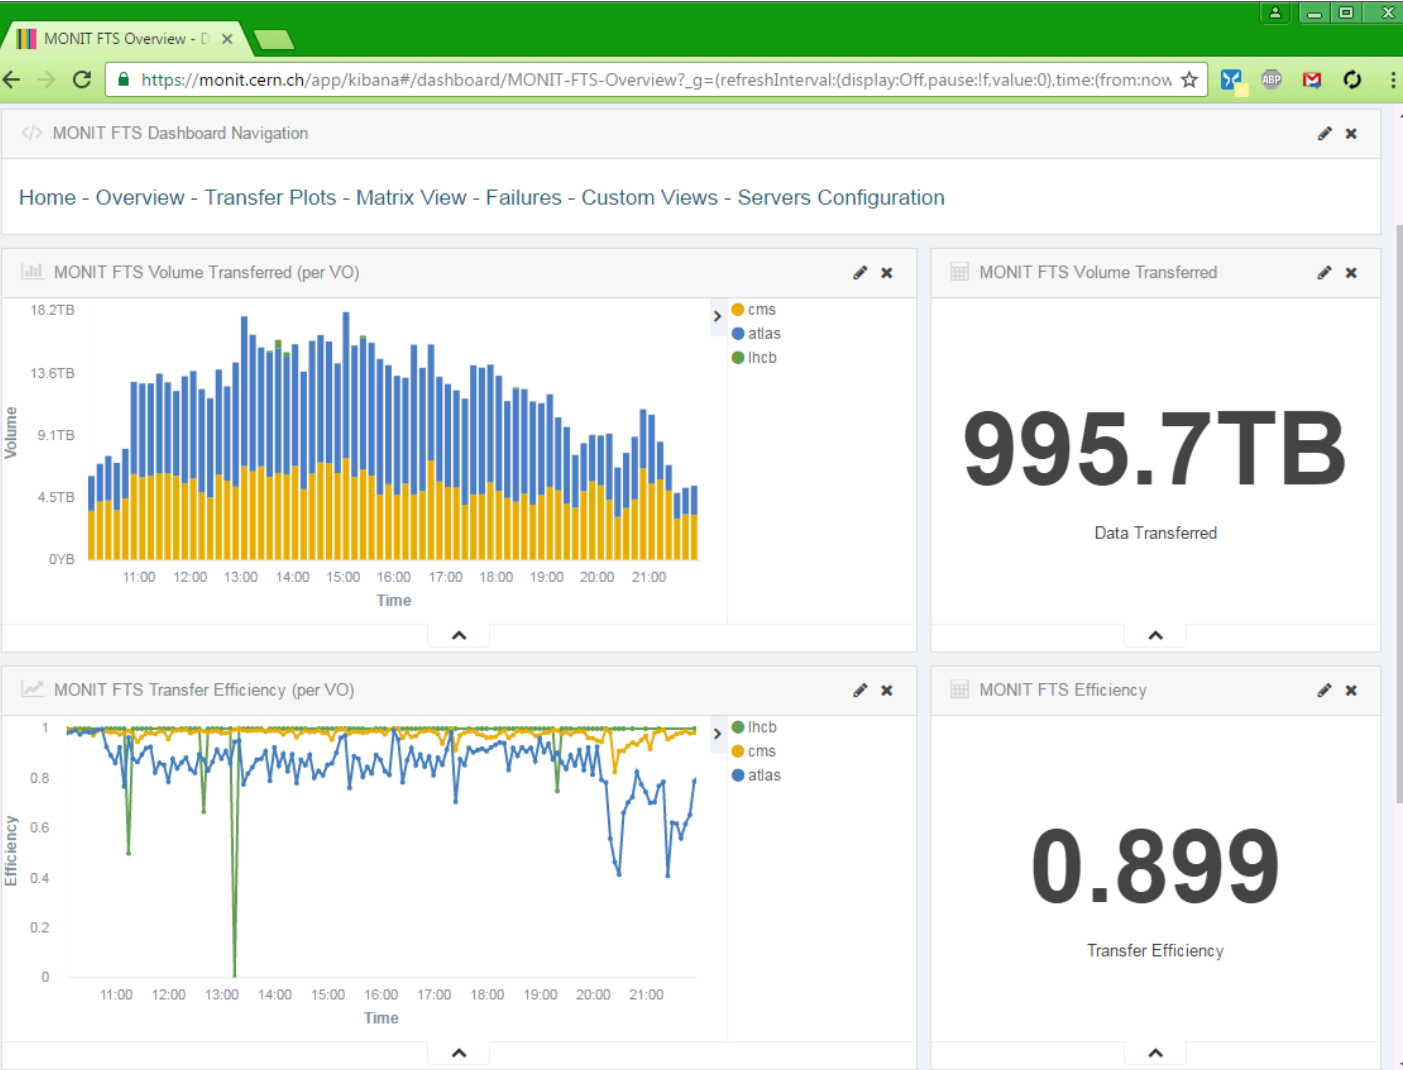 MONIT FTS Overview - D
https://monit.cern.ch/app/kibana#/dashboard/MONIT-FTS-Overview?_g=(refreshInterval:(display:Off,pause:!f,value:0),time:(from:now
ABP
MONIT FTS Dashboard Navigation
Home - Overview - Transfer Plots - Matrix View - Failures - Custom Views - Servers Configuration
MONIT FTS Volume Transferred (per VO)
18.2TB
13.6TB
9.1TB
4.5TB
0YB
Volume
11:00 12:00 13:00 14:00 15:00 16:00 17:00 18:00 19:00 20:00 21:00
Time
cms
atlas
lhcb
MONIT FTS Volume Transferred
995.7TB
Data Transferred
MONIT FTS Transfer Efficiency (per VO)
1
0.8
0.6
0.4
0.2
0
Efficiency
11:00 12:00 13:00 14:00 15:00 16:00 17:00 18:00 19:00 20:00 21:00
Time
lhcb
cms
atlas
MONIT FTS Efficiency
0.899
Transfer Efficiency